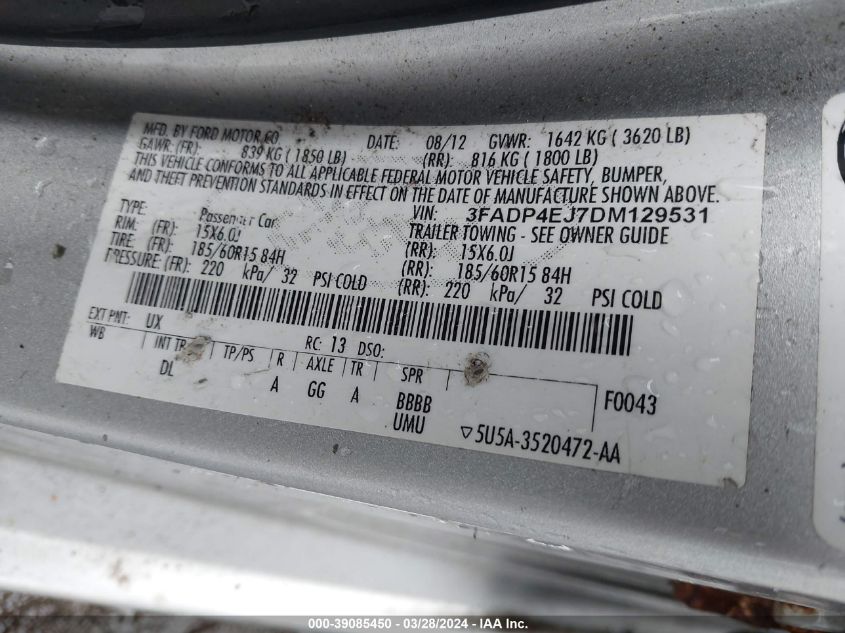 MFD. BY FORD MOTOR CO
DATE: 08/12 GVWR: 1642 KG ( 3620 LB)
GAWR: (FR): 839 KG ( 1850 LB) (RR): 816 KG ( 1800 LB)
THIS VEHICLE CONFORMS TO ALL APPLICABLE FEDERAL MOTOR VEHICLE SAFETY, BUMPER,
AND THEFT PREVENTION STANDARDS IN EFFECT ON THE DATE OF MANUFACTURE SHOWN ABOVE.
VIN: 3FADP4EJ7DM129531
TYPE: Passenger Car TRAILER TOWING - SEE OWNER GUIDE
RIM: (FR): 15X6.0J (RR): 15X6.0J
TIRE: (FR): 185/60R15 84H (RR): 185/60R15 84H
PRESSURE: (FR): 220 kPa/ 32 PSI COLD (RR): 220 kPa/ 32 PSI COLD
EXT PNT: UX RC: 13 DSO:
WB INT TR TP/PS R AXLE TR SPR
DL A GG A BBBB F0043
UMU ▽5U5A-3520472-AA
000-39085450 - 03/28/2024 - IAA Inc.